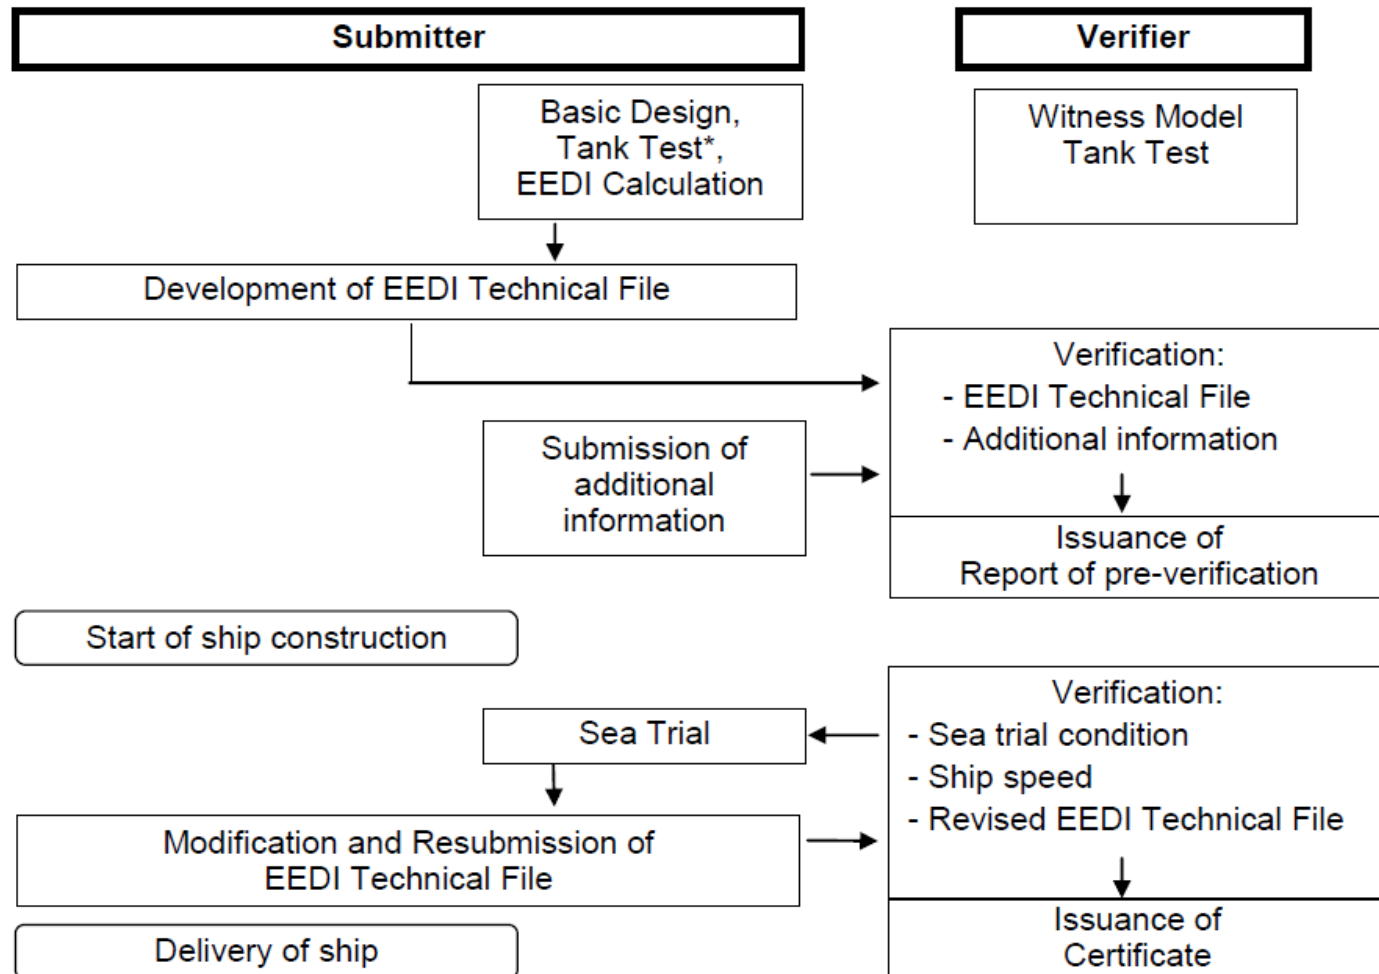 Submitter
Verifier
Basic Design,
Tank Test*,
EEDI Calculation
Witness Model
Tank Test
Development of EEDI Technical File
Verification:
- EEDI Technical File
- Additional information
Submission of
additional
information
Issuance of
Report of pre-verification
Start of ship construction
Verification:
- Sea trial condition
- Ship speed
- Revised EEDI Technical File
Sea Trial
Modification and Resubmission of
EEDI Technical File
Issuance of
Certificate
Delivery of ship